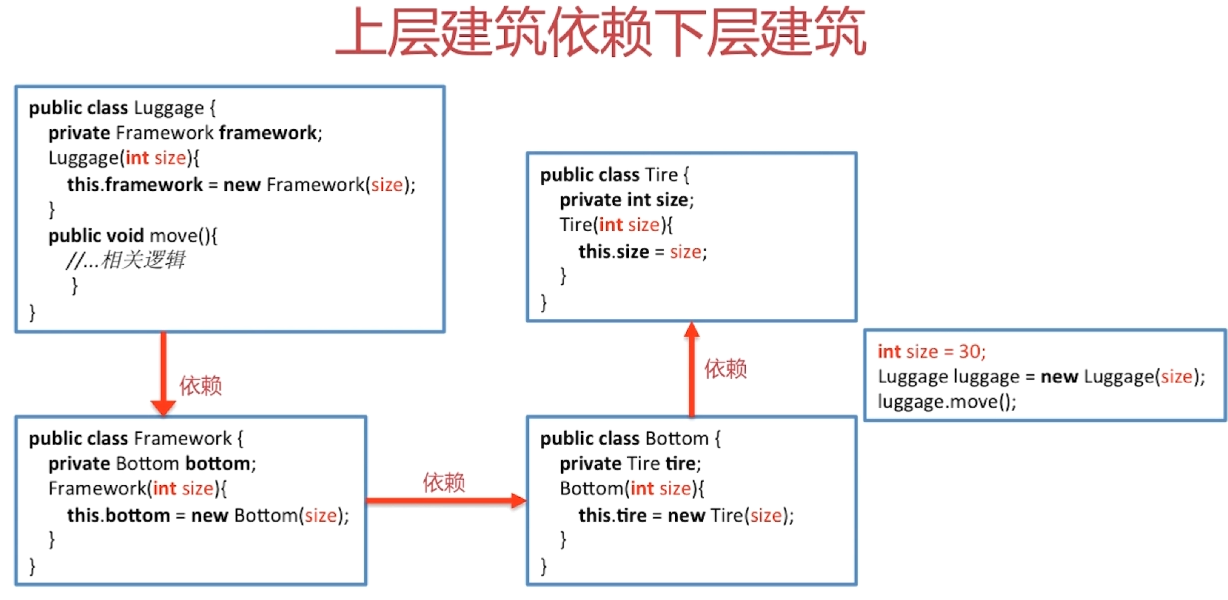 上层建筑依赖下层建筑
public class Luggage {
private Framework framework;
Luggage(int size){
this.framework = new Framework(size);
}
public void move(){
//...相关逻辑
}
}
依赖
public class Framework {
private Bottom bottom;
Framework(int size){
this.bottom = new Bottom(size);
}
}
依赖
public class Bottom {
private Tire tire;
Bottom(int size){
this.tire = new Tire(size);
}
}
依赖
public class Tire {
private int size;
Tire(int size){
this.size = size;
}
}
int size = 30;
Luggage luggage = new Luggage(size);
luggage.move();